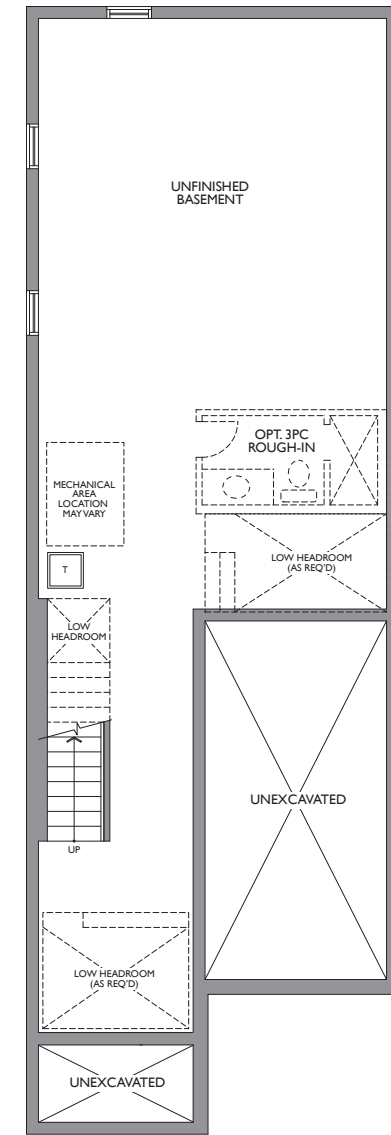 UNFINISHED
BASEMENT
OPT. 3PC
ROUGH-IN
MECHANICAL
AREA
LOCATION
MAY VARY
LOW HEADROOM
(AS REQ'D)
T
LOW
HEADROOM
UNEXCAVATED
UP
LOW HEADROOM
(AS REQ'D)
UNEXCAVATED